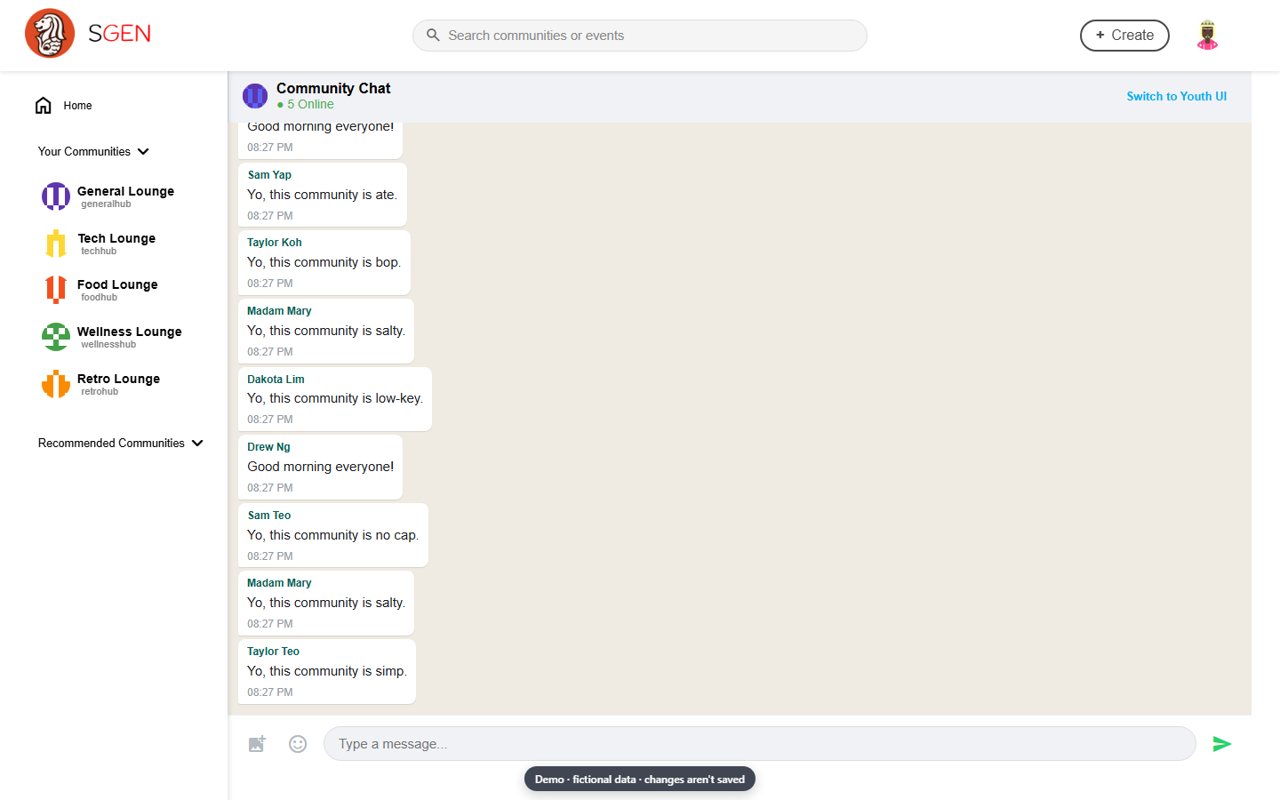 SGEN
Search communities or events
+ Create
Home
Your Communities
General Lounge
generalhub
Tech Lounge
techhub
Food Lounge
foodhub
Wellness Lounge
wellnesshub
Retro Lounge
retrohub
Recommended Communities
Community Chat
● 5 Online
Switch to Youth UI
Good morning everyone!
08:27 PM
Sam Yap
Yo, this community is ate.
08:27 PM
Taylor Koh
Yo, this community is bop.
08:27 PM
Madam Mary
Yo, this community is salty.
08:27 PM
Dakota Lim
Yo, this community is low-key.
08:27 PM
Drew Ng
Good morning everyone!
08:27 PM
Sam Teo
Yo, this community is no cap.
08:27 PM
Madam Mary
Yo, this community is salty.
08:27 PM
Taylor Teo
Yo, this community is simp.
08:27 PM
Type a message...
Demo · fictional data · changes aren't saved